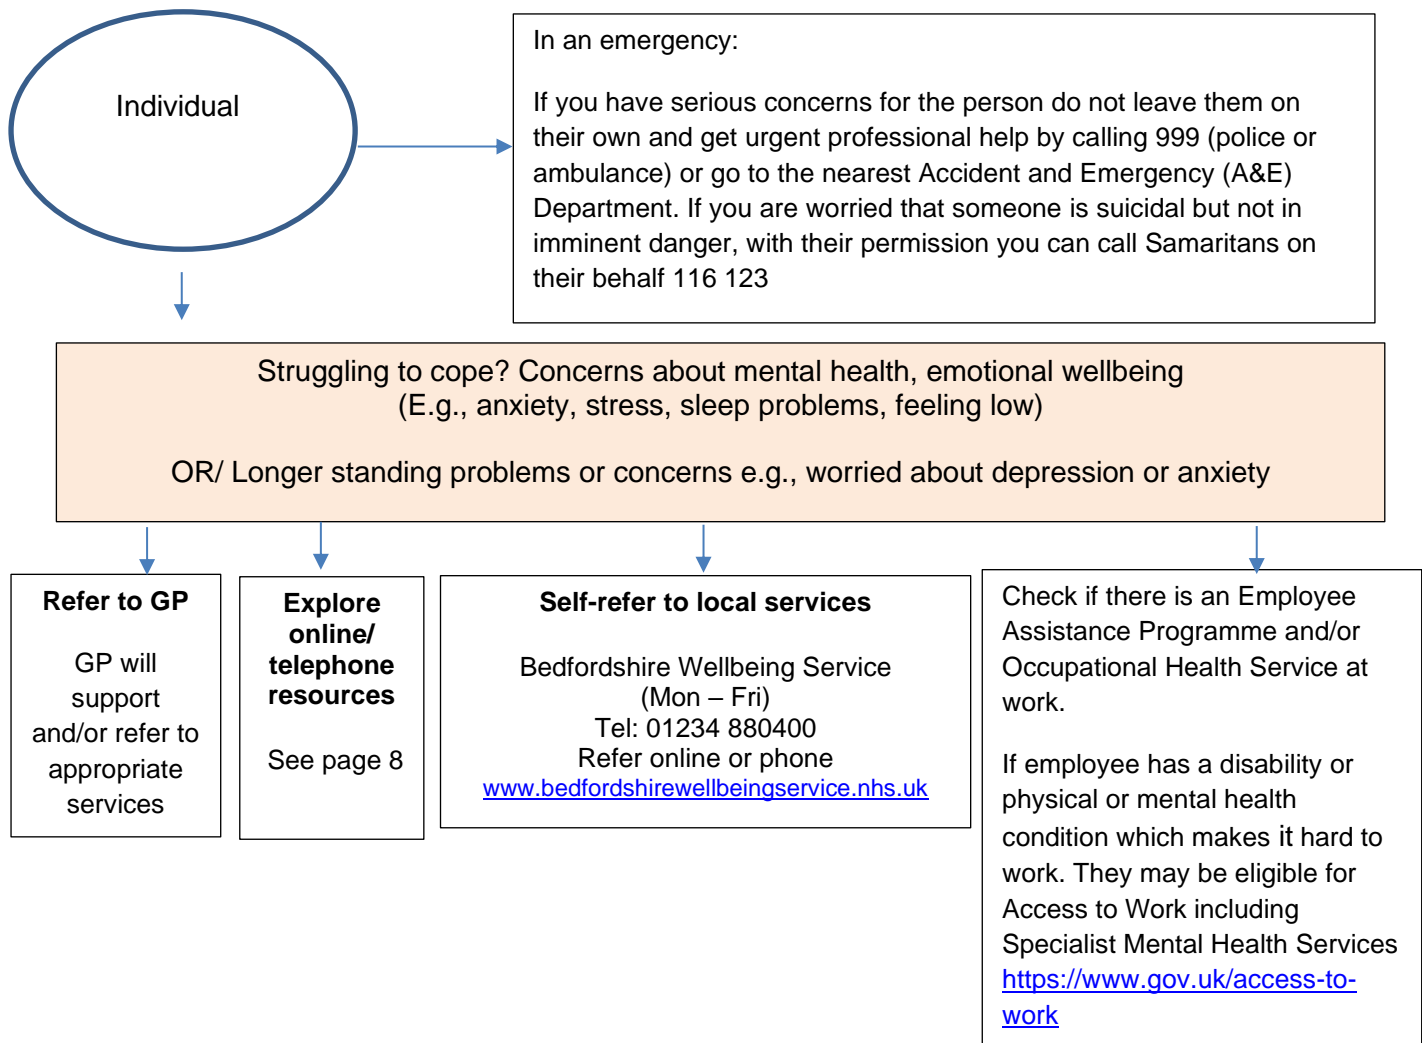 Individual
In an emergency:
If you have serious concerns for the person do not leave them on
their own and get urgent professional help by calling 999 (police or
ambulance) or go to the nearest Accident and Emergency (A&E)
Department. If you are worried that someone is suicidal but not in
imminent danger, with their permission you can call Samaritans on
their behalf 116 123
Struggling to cope? Concerns about mental health, emotional wellbeing
(E.g., anxiety, stress, sleep problems, feeling low)
OR/ Longer standing problems or concerns e.g., worried about depression or anxiety
Refer to GP
GP will
support
and/or refer to
appropriate
services
Explore
online/
telephone
resources
See page 8
Self-refer to local services
Bedfordshire Wellbeing Service
(Mon – Fri)
Tel: 01234 880400
Refer online or phone
www.bedfordshirewellbeingservice.nhs.uk
Check if there is an Employee
Assistance Programme and/or
Occupational Health Service at
work.
If employee has a disability or
physical or mental health
condition which makes it hard to
work. They may be eligible for
Access to Work including
Specialist Mental Health Services
https://www.gov.uk/access-to-
work